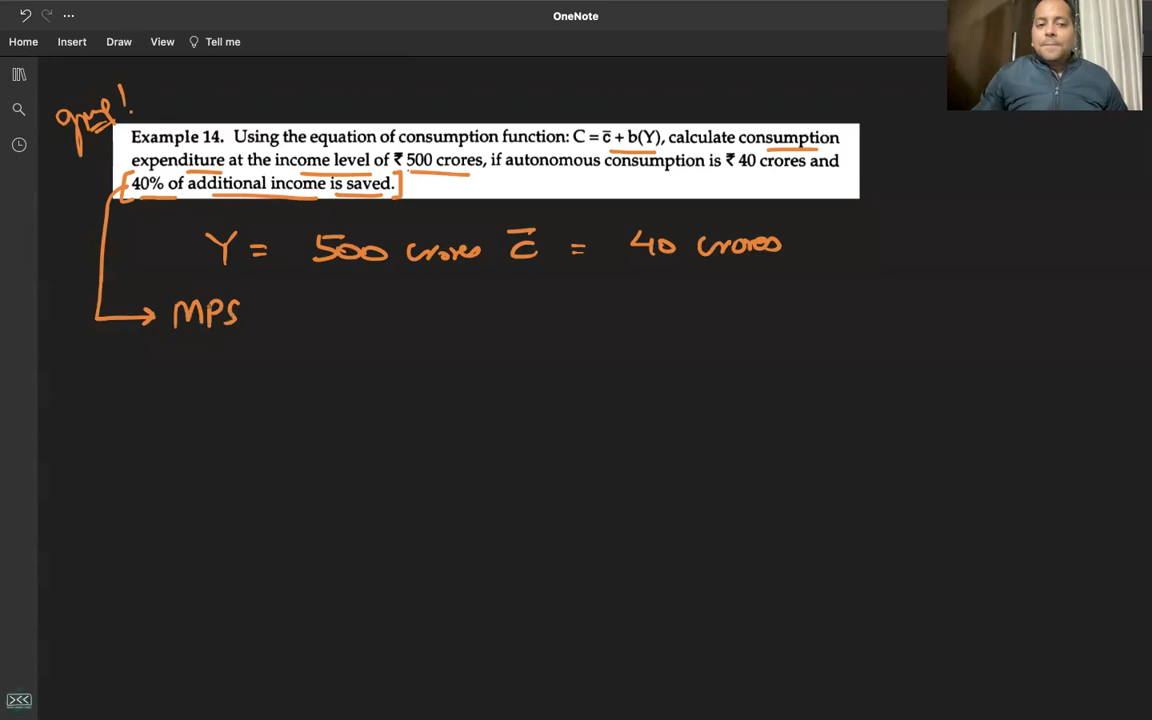 OneNote
Home Insert Draw View Tell me
Example 14. Using the equation of consumption function: C = c̄ + b(Y), calculate consumption
expenditure at the income level of ₹ 500 crores, if autonomous consumption is ₹ 40 crores and
40% of additional income is saved.
Y = 500 crores c̄ = 40 crores
MPS